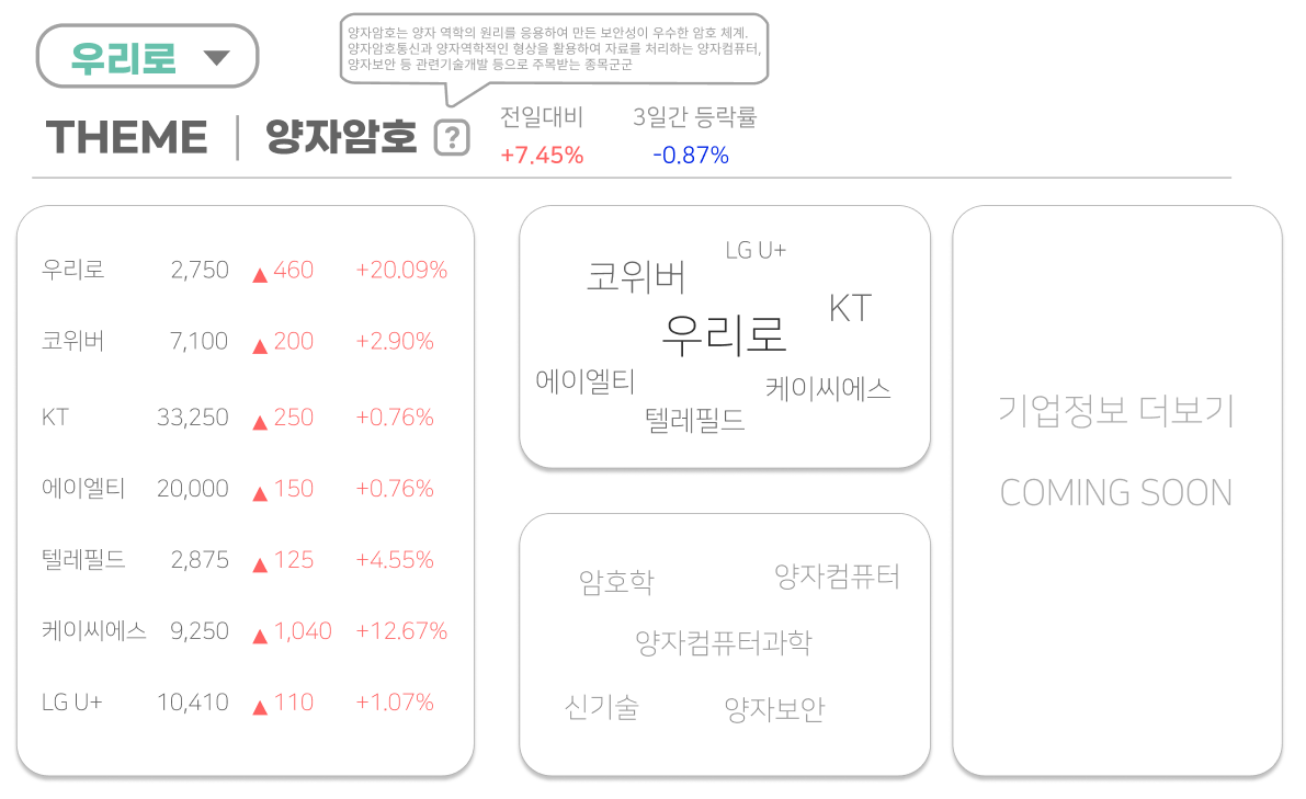 우리로
양자암호는 양자 역학의 원리를 응용하여 만든 보안성이 우수한 암호 체계.
양자암호통신과 양자역학적인 형상을 활용하여 자료를 처리하는 양자컴퓨터,
양자보안 등 관련기술개발 등으로 주목받는 종목군군
THEME | 양자암호 ?
전일대비 3일간 등락률
+7.45% -0.87%
우리로 2,750 ▲ 460 +20.09%
코위버 7,100 ▲ 200 +2.90%
KT 33,250 ▲ 250 +0.76%
에이엘티 20,000 ▲ 150 +0.76%
텔레필드 2,875 ▲ 125 +4.55%
케이씨에스 9,250 ▲ 1,040 +12.67%
LG U+ 10,410 ▲ 110 +1.07%
LG U+
코위버
KT
우리로
에이엘티
케이씨에스
텔레필드
암호학
양자컴퓨터
양자컴퓨터과학
신기술
양자보안
기업정보 더보기
COMING SOON